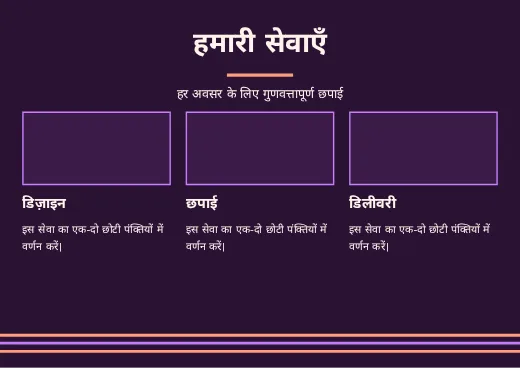 हमारी सेवाएँ
हर अवसर के लिए गुणवत्तापूर्ण छपाई
डिज़ाइन
इस सेवा का एक-दो छोटी पंक्तियों में
वर्णन करें|
छपाई
इस सेवा का एक-दो छोटी पंक्तियों में
वर्णन करें|
डिलीवरी
इस सेवा का एक-दो छोटी पंक्तियों में
वर्णन करें|